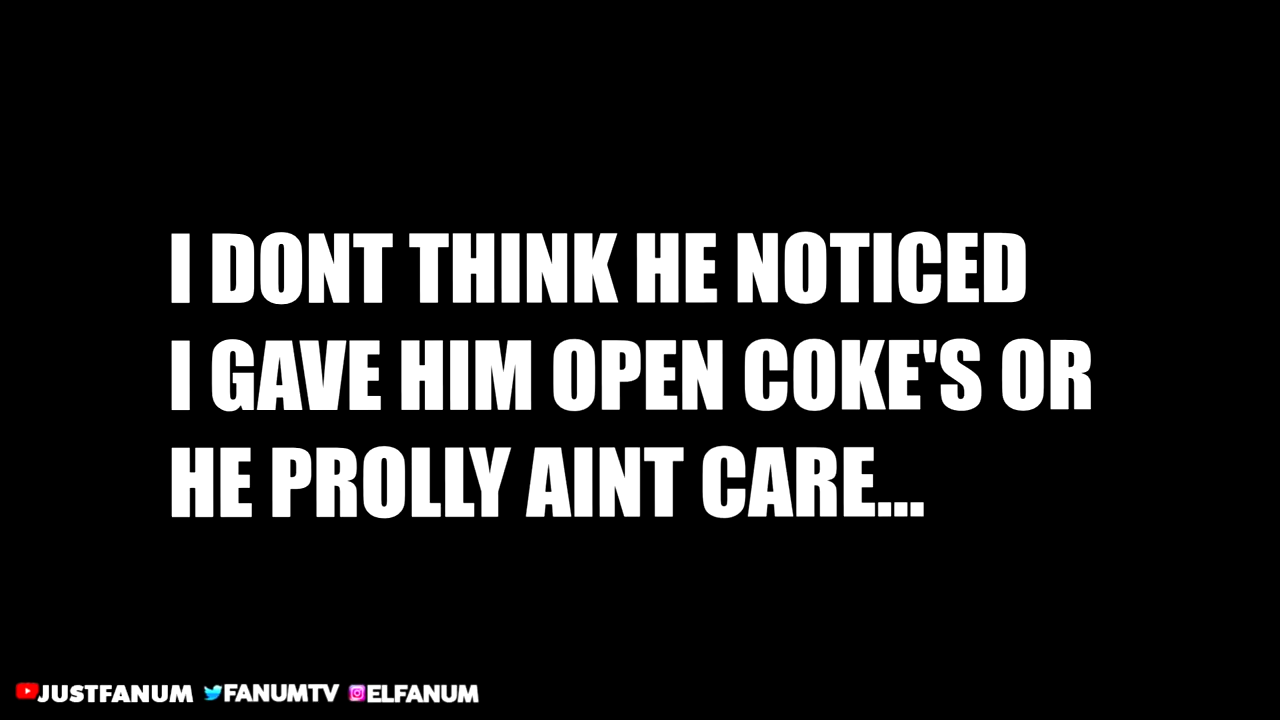 I DONT THINK HE NOTICED
I GAVE HIM OPEN COKE'S OR
HE PROLLY AINT CARE...
JUSTFANUM FANUMTV ELFANUM